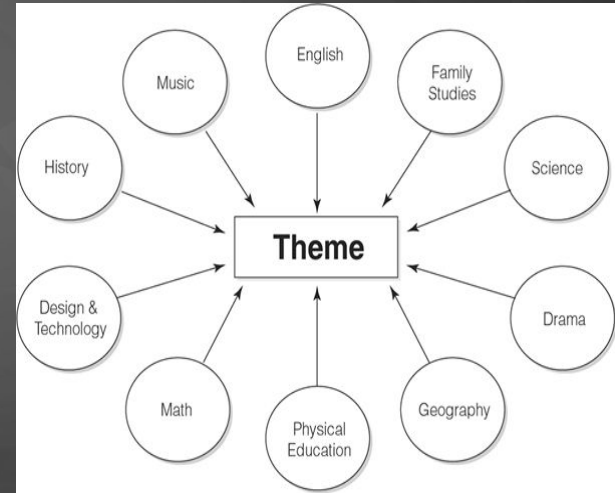 English
Music
Family
Studies
History
Science
Theme
Design &
Technology
Drama
Math
Geography
Physical
Education